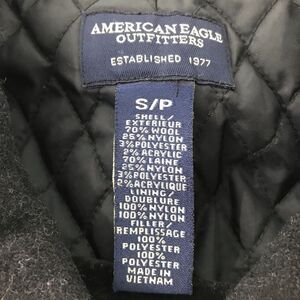 AMERICAN EAGLE
OUTFITTERS
ESTABLISHED 1977
S/P
SHELL/
EXTERIEUR
70% WOOL
25% NYLON
3% POLYESTER
2% ACRYLIC
70% LAINE
25% NYLON
3% POLYESTER
2% ACRYLIQUE
LINING/
DOUBLURE
100% NYLON
100% NYLON
FILLER/
REMPLISSAGE
100%
POLYESTER
100%
POLYESTER
MADE IN
VIETNAM